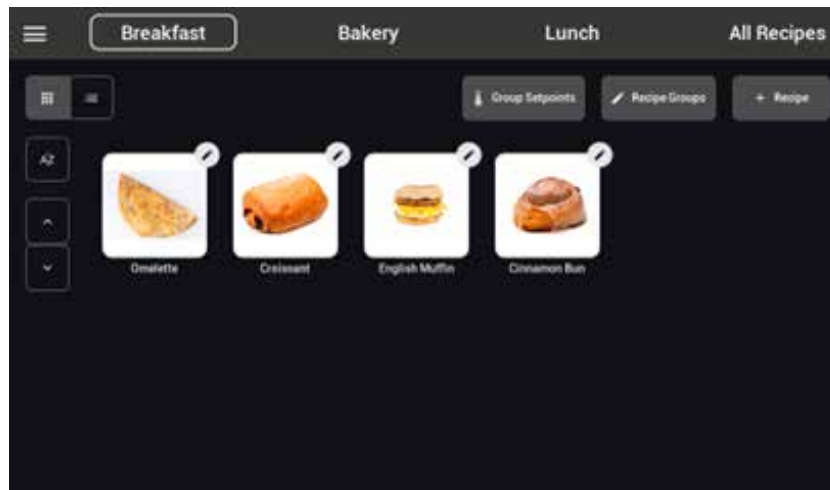 Breakfast
Bakery
Lunch
All Recipes
Group Setpoints
Recipe Groups
+ Recipe
AZ
Omelette
Croissant
English Muffin
Cinnamon Bun